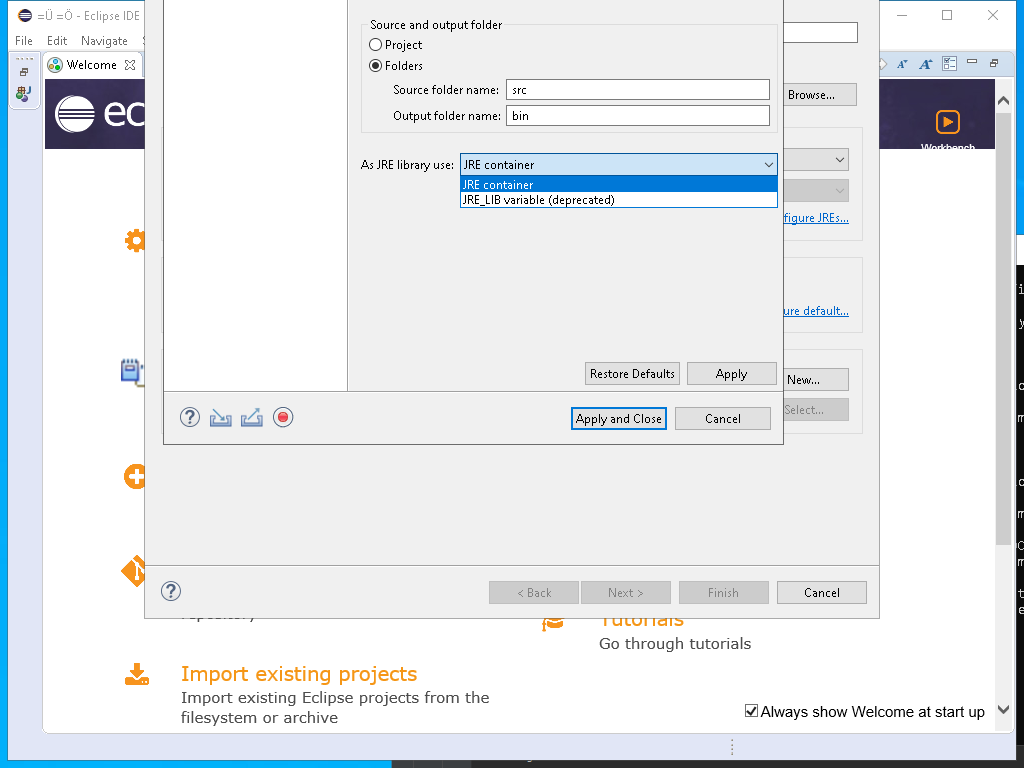 =Ü =Ö - Eclipse IDE
File Edit Navigate
Welcome
Source and output folder
Project
Folders
Source folder name: src
Output folder name: bin
Browse...
Workbench
As JRE library use: JRE container
JRE container
JRE_LIB variable (deprecated)
figure JREs...
ure default...
Restore Defaults Apply
New...
Select...
Apply and Close Cancel
< Back Next > Finish Cancel
Tutorials
Go through tutorials
Import existing projects
Import existing Eclipse projects from the
filesystem or archive
Always show Welcome at start up